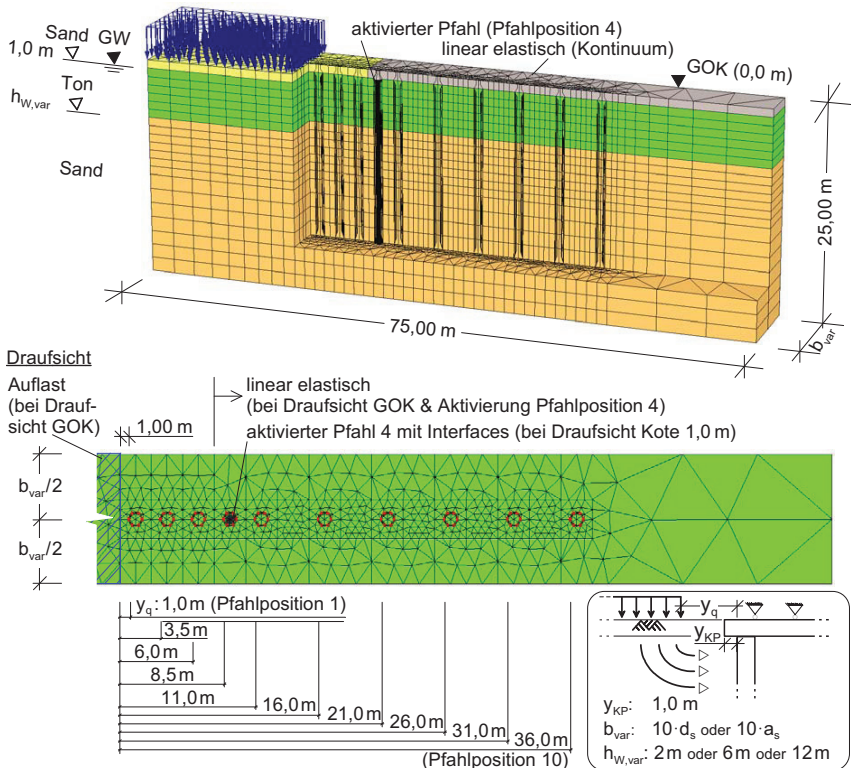 Sand
GW
1,0 m
Ton
h_W,var
Sand
aktivierter Pfahl (Pfahlposition 4)
linear elastisch (Kontinuum)
GOK (0,0 m)
25,00 m
75,00 m
b_var
Draufsicht
Auflast
(bei Drauf-
sicht GOK)
1,00 m
linear elastisch
(bei Draufsicht GOK & Aktivierung Pfahlposition 4)
aktivierter Pfahl 4 mit Interfaces (bei Draufsicht Kote 1,0 m)
b_var/2
b_var/2
y_q: 1,0 m (Pfahlposition 1)
3,5 m
6,0 m
8,5 m
11,0 m
16,0 m
21,0 m
26,0 m
31,0 m
36,0 m
(Pfahlposition 10)
y_q
y_KP
y_KP: 1,0 m
b_var: 10·d_s oder 10·a_s
h_W,var: 2 m oder 6 m oder 12 m